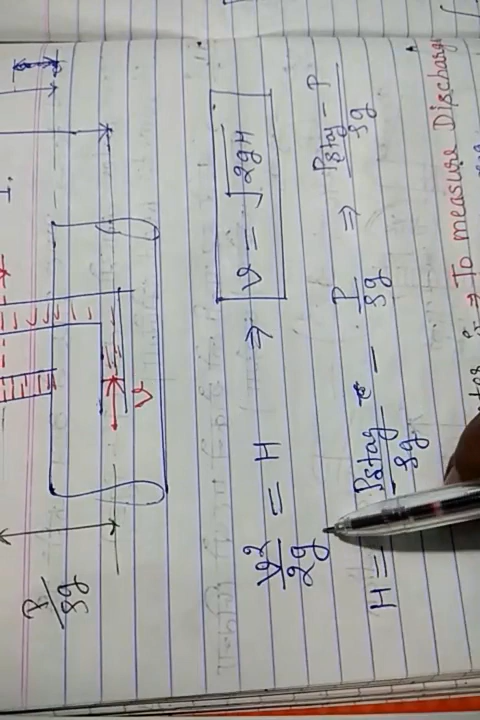 P/ρg
v
v²/2g = H ⇒ v = √2gH
H = Pstag/ρg - P/ρg ⇒ Pstag - P/ρg
⇒ To measure Discharge